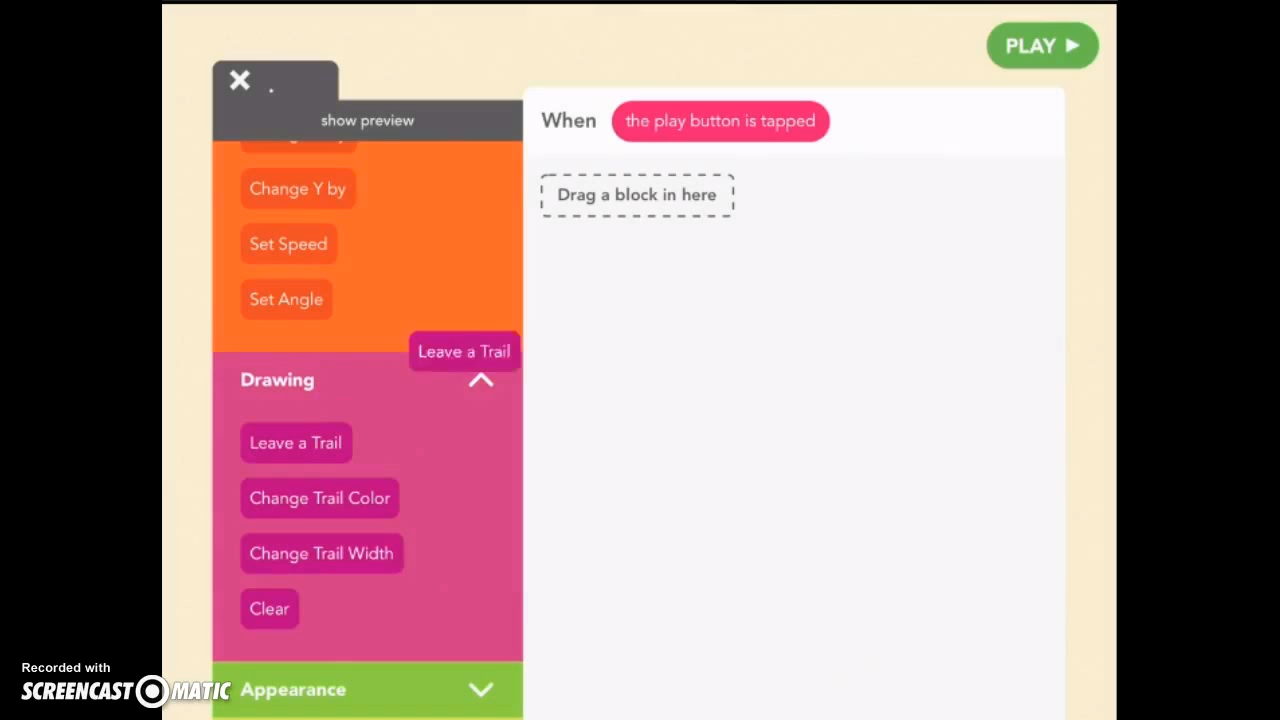 PLAY
.
show preview
When the play button is tapped
Change Y by
Drag a block in here
Set Speed
Set Angle
Leave a Trail
Drawing
Leave a Trail
Change Trail Color
Change Trail Width
Clear
Appearance
Recorded with
SCREENCAST MATIC